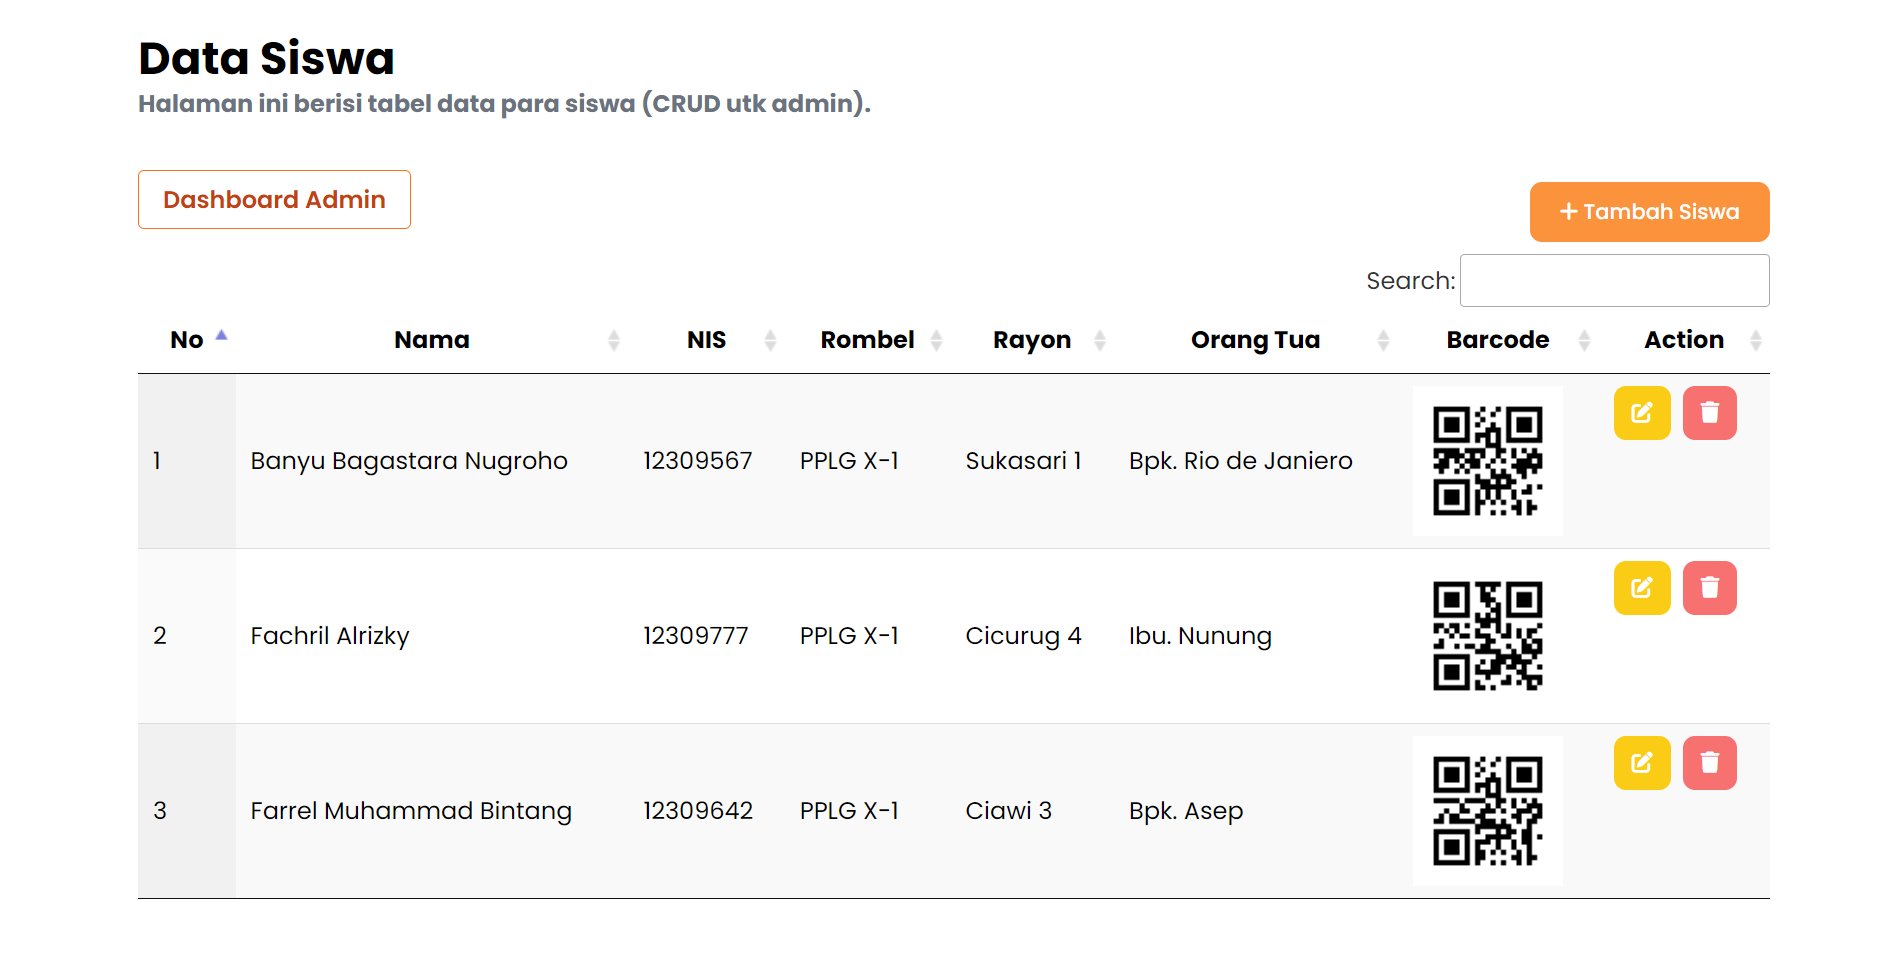 Data Siswa
Halaman ini berisi tabel data para siswa (CRUD utk admin).
Dashboard Admin
+ Tambah Siswa
Search:
No Nama NIS Rombel Rayon Orang Tua Barcode Action
1 Banyu Bagastara Nugroho 12309567 PPLG X-1 Sukasari 1 Bpk. Rio de Janiero
2 Fachril Alrizky 12309777 PPLG X-1 Cicurug 4 Ibu. Nunung
3 Farrel Muhammad Bintang 12309642 PPLG X-1 Ciawi 3 Bpk. Asep